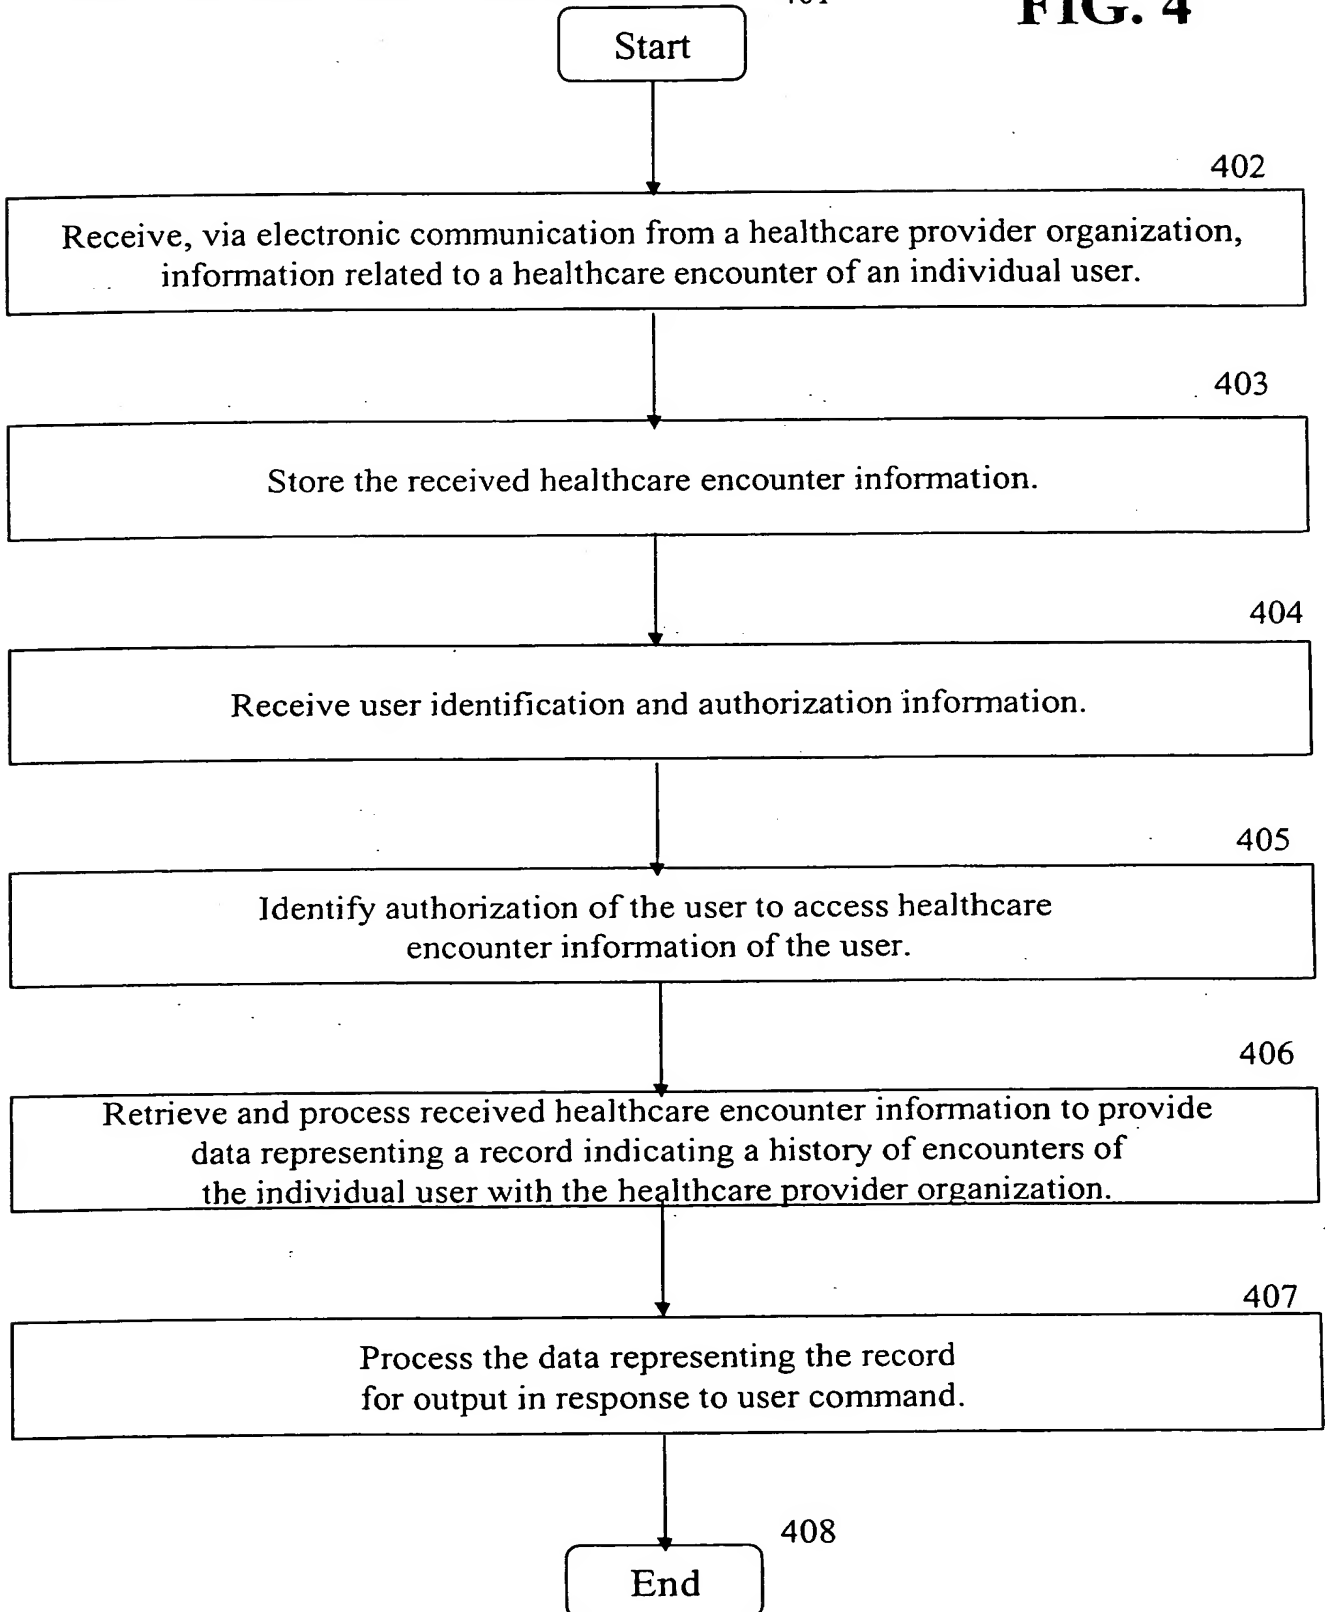 401
FIG. 4
Start
402
Receive, via electronic communication from a healthcare provider organization,
information related to a healthcare encounter of an individual user.
403
Store the received healthcare encounter information.
404
Receive user identification and authorization information.
405
Identify authorization of the user to access healthcare
encounter information of the user.
406
Retrieve and process received healthcare encounter information to provide
data representing a record indicating a history of encounters of
the individual user with the healthcare provider organization.
407
Process the data representing the record
for output in response to user command.
408
End